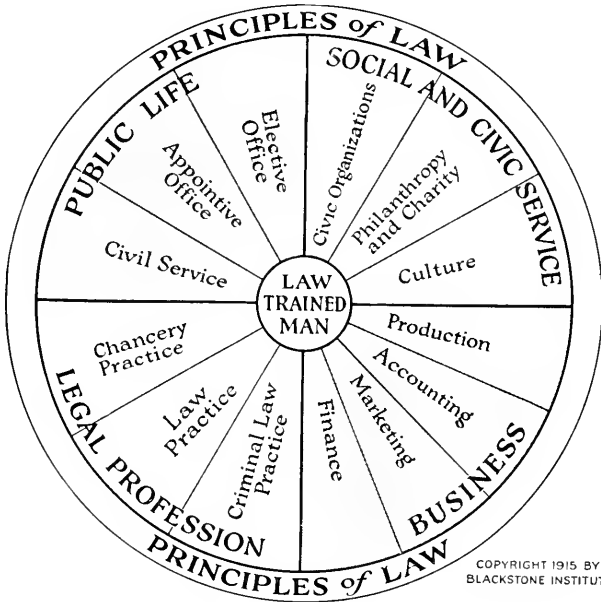 PRINCIPLES of LAW
PUBLIC LIFE
SOCIAL AND CIVIC SERVICE
Elective
Office
Appointive
Office
Civil Service
Civic Organizations
Philanthropy
and Charity
Culture
LAW
TRAINED
MAN
Chancery
Practice
Law
Practice
Criminal Law
Practice
LEGAL PROFESSION
Production
Accounting
Marketing
Finance
BUSINESS
PRINCIPLES of LAW
COPYRIGHT 1915 BY
BLACKSTONE INSTITUT